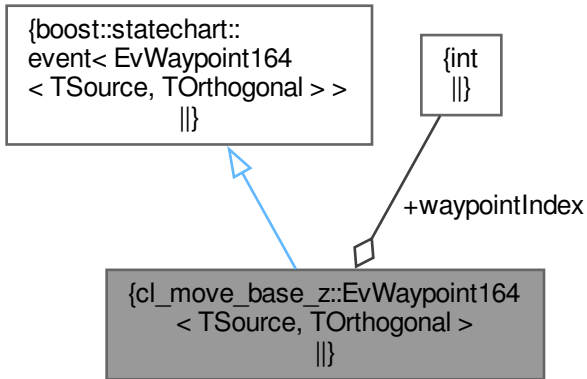 {boost::statechart::
event< EvWaypoint164
< TSource, TOrthogonal > >
||}
{int
||}
+waypointIndex
{cl_move_base_z::EvWaypoint164
< TSource, TOrthogonal >
||}